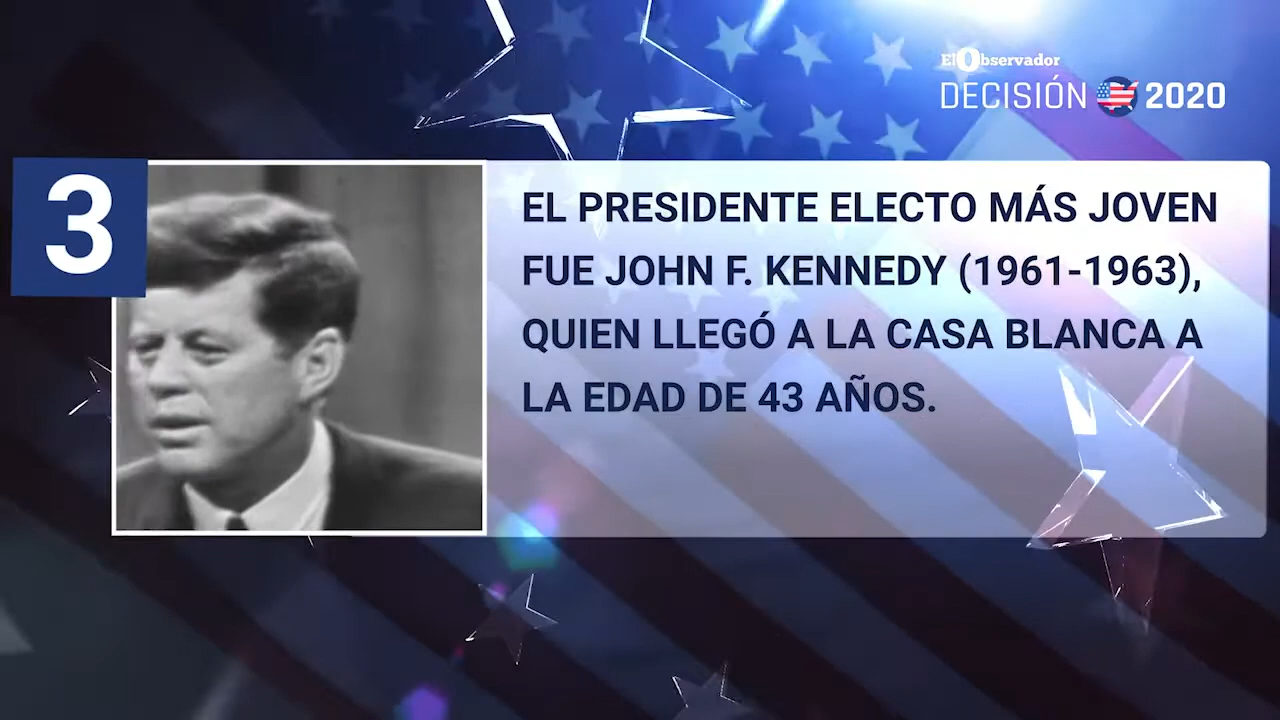 El Observador
DECISIÓN 2020
3
EL PRESIDENTE ELECTO MÁS JOVEN
FUE JOHN F. KENNEDY (1961-1963),
QUIEN LLEGÓ A LA CASA BLANCA A
LA EDAD DE 43 AÑOS.